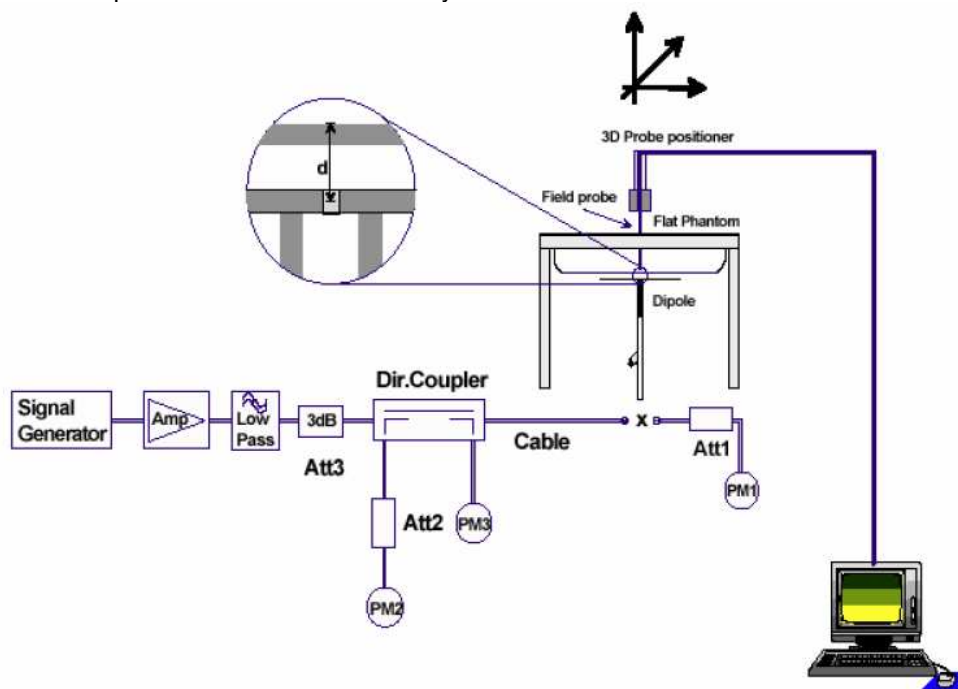 d
3D Probe positioner
Field probe
Flat Phantom
Dipole
Signal
Generator
Amp
Low
Pass
3dB
Att3
Dir.Coupler
Cable
x
Att1
PM1
Att2
PM3
PM2